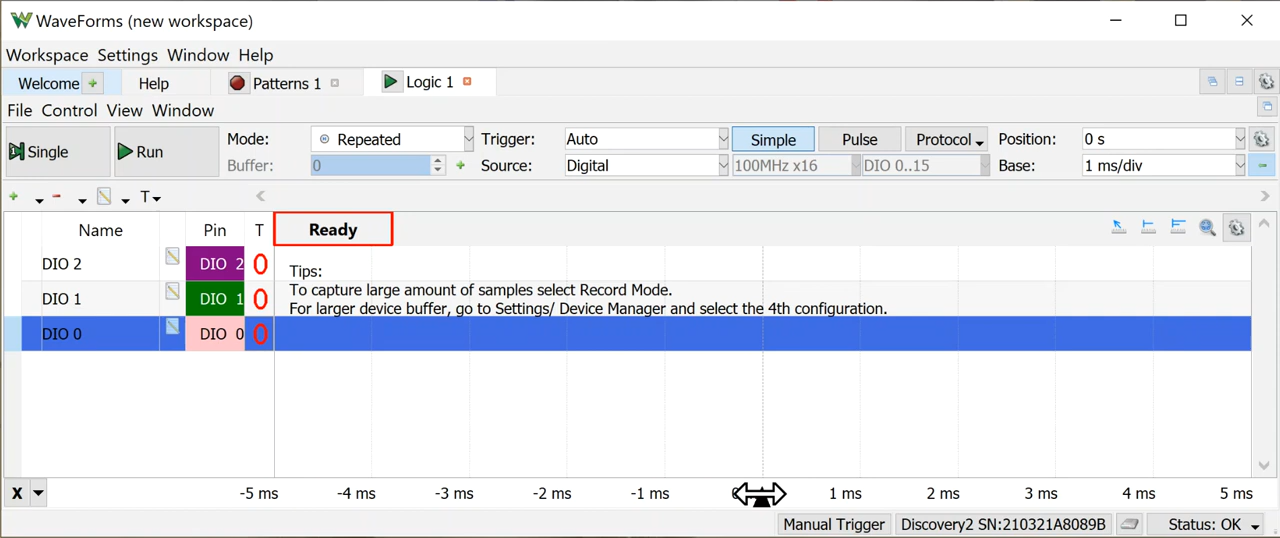 WaveForms (new workspace)
Workspace Settings Window Help
Welcome + Help Patterns 1 Logic 1
File Control View Window
Single Run Mode: Repeated Trigger: Auto Simple Pulse Protocol Position: 0 s
Buffer: 0 Source: Digital 100MHz x16 DIO 0..15 Base: 1 ms/div
T
Name Pin T Ready
DIO 2 DIO 2 0
Tips:
To capture large amount of samples select Record Mode.
DIO 1 DIO 1 0
For larger device buffer, go to Settings/ Device Manager and select the 4th configuration.
DIO 0 DIO 0 0
X -5 ms -4 ms -3 ms -2 ms -1 ms 1 ms 2 ms 3 ms 4 ms 5 ms
Manual Trigger Discovery2 SN:210321A8089B Status: OK